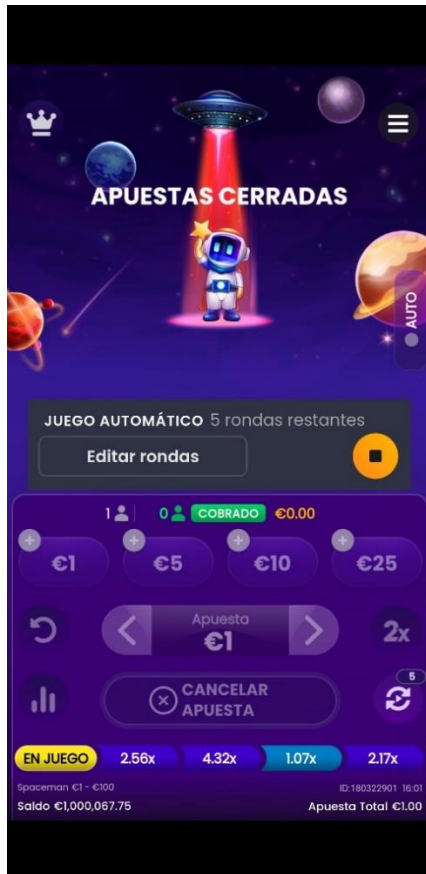 APUESTAS CERRADAS
AUTO
JUEGO AUTOMÁTICO 5 rondas restantes
Editar rondas
1 0 COBRADO €0.00
€1 €5 €10 €25
Apuesta
€1
2x
CANCELAR
APUESTA
5
EN JUEGO 2.56x 4.32x 1.07x 2.17x
Spaceman €1 - €100 ID:180322901 16:01
Saldo €1,000,067.75 Apuesta Total €1.00